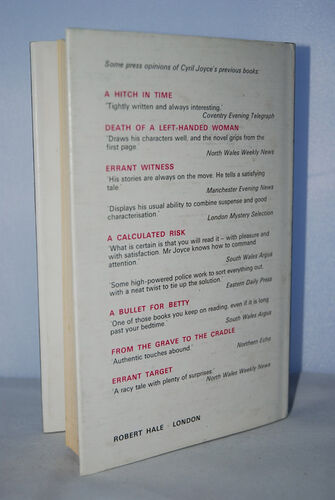 Some press opinions of Cyril Joyce's previous books:
A HITCH IN TIME
'Tightly written and always interesting.'
Coventry Evening Telegraph
DEATH OF A LEFT-HANDED WOMAN
'Draws his characters well, and the novel grips from the
first page.'
North Wales Weekly News
ERRANT WITNESS
'His stories are always on the move. He tells a satisfying
tale'
Manchester Evening News
'Displays his usual ability to combine suspense and good
characterisation.'
London Mystery Selection
A CALCULATED RISK
'What is certain is that you will read it – with pleasure and
with satisfaction. Mr Joyce knows how to command
attention.'
South Wales Argus
'Some high-powered police work to sort everything out,
with a neat twist to tie up the solution.'
Eastern Daily Press
A BULLET FOR BETTY
'One of those books you keep on reading, even if it is long
past your bedtime.'
South Wales Argus
FROM THE GRAVE TO THE CRADLE
'Authentic touches abound.'
Northern Echo
ERRANT TARGET
'A racy tale with plenty of surprises.'
North Wales Weekly News
ROBERT HALE · LONDON